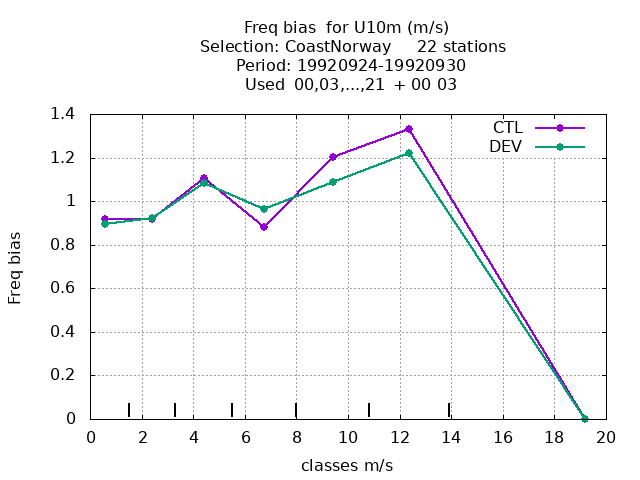 Freq bias  for U10m (m/s)
Selection: CoastNorway     22 stations
Period: 19920924-19920930
Used  00,03,...,21  + 00 03
CTL
DEV
1.4
1.2
1
0.8
0.6
0.4
0.2
0
Freq bias
0 2 4 6 8 10 12 14 16 18 20
classes m/s